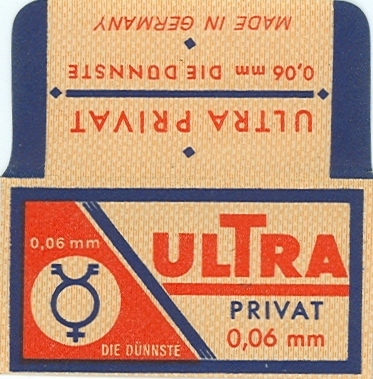 MADE IN GERMANY
0,06 mm DIE DÜNNSTE
ULTRA PRIVAT
0,06 mm
ULTRA
PRIVAT
0,06 mm
DIE DÜNNSTE